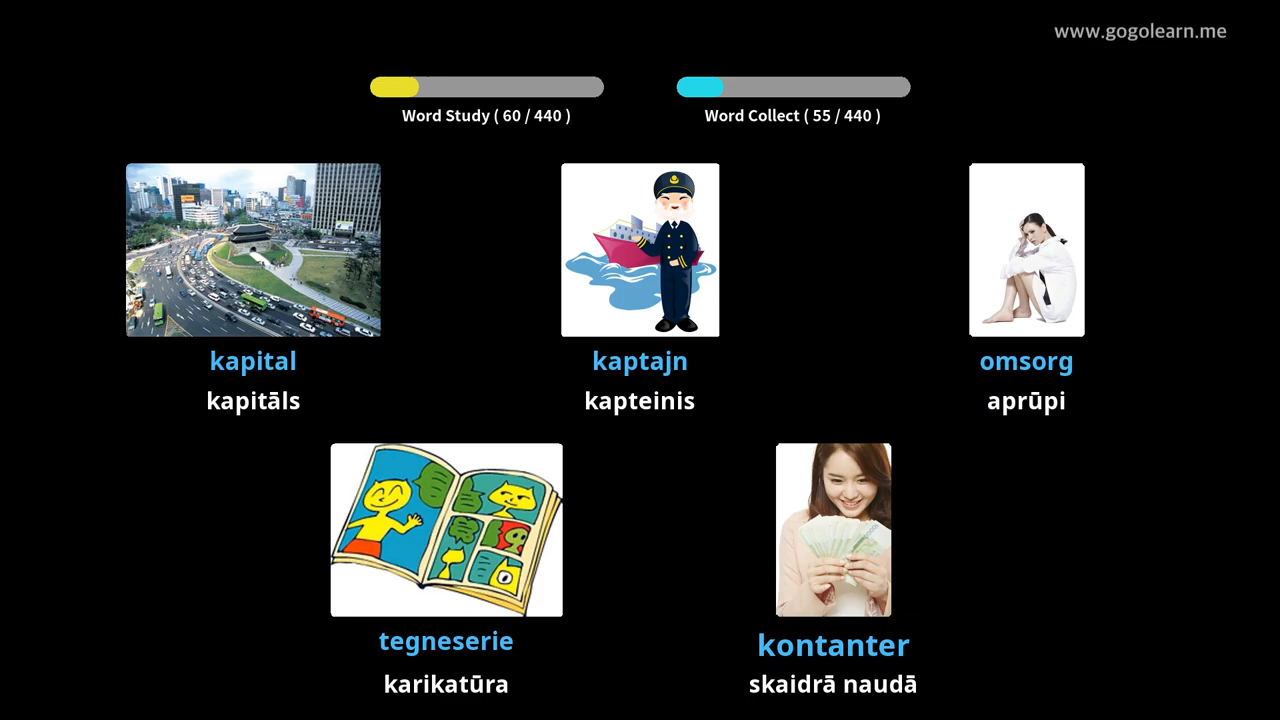 www.gogolearn.me
Word Study ( 60 / 440 )
Word Collect ( 55 / 440 )
kapital
kapitāls
kaptajn
kapteinis
omsorg
aprūpi
tegneserie
karikatūra
kontanter
skaidrā naudā